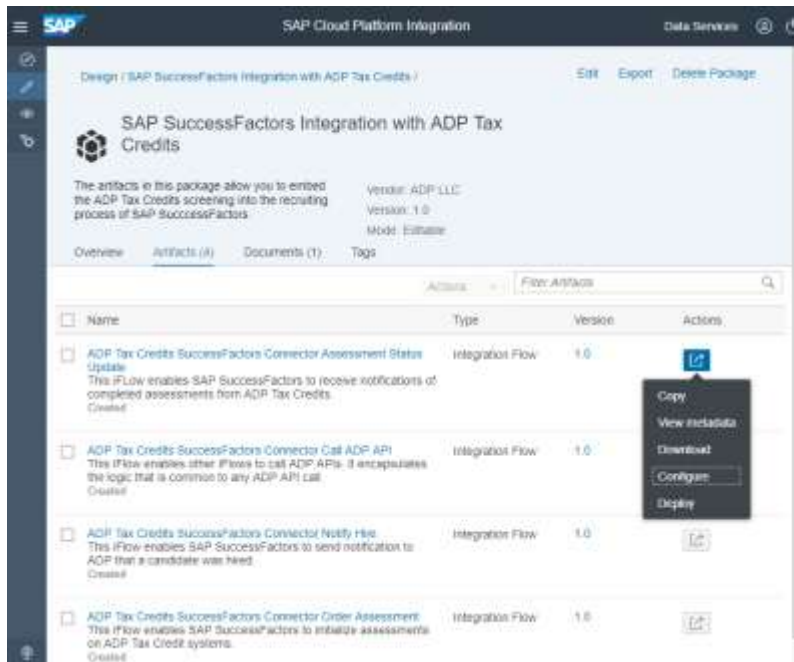 SAP
SAP Cloud Platform Integration
Data Services
Design / SAP SuccessFactors Integration with ADP Tax Credits /
Edit Export Delete Package
SAP SuccessFactors Integration with ADP Tax
Credits
The artifacts in this package allow you to embed
the ADP Tax Credits screening into the recruiting
process of SAP SucccessFactors
Vendor: ADP LLC
Version: 1.0
Mode: Editable
Overview Artifacts (4) Documents (1) Tags
Actions Filter Artifacts
Name Type Version Actions
ADP Tax Credits SuccessFactors Connector Assessment Status
Update
This iFLow enables SAP SuccessFactors to receive notifications of
completed assessments from ADP Tax Credits.
Created
Integration Flow 1.0
Copy
View metadata
Download
Configure
Deploy
ADP Tax Credits SuccessFactors Connector Call ADP API
This iFlow enables other iFlows to call ADP APIs. It encapsulates
the logic that is common to any ADP API call
Created
Integration Flow 1.0
ADP Tax Credits SuccessFactors Connector Notify Hire
This iFlow enables SAP SuccessFactors to send notification to
ADP that a candidate was hired
Created
Integration Flow 1.0
ADP Tax Credits SuccessFactors Connector Order Assessment
This iFlow enables SAP SuccessFactors to initialize assessments
on ADP Tax Credit systems.
Created
Integration Flow 1.0